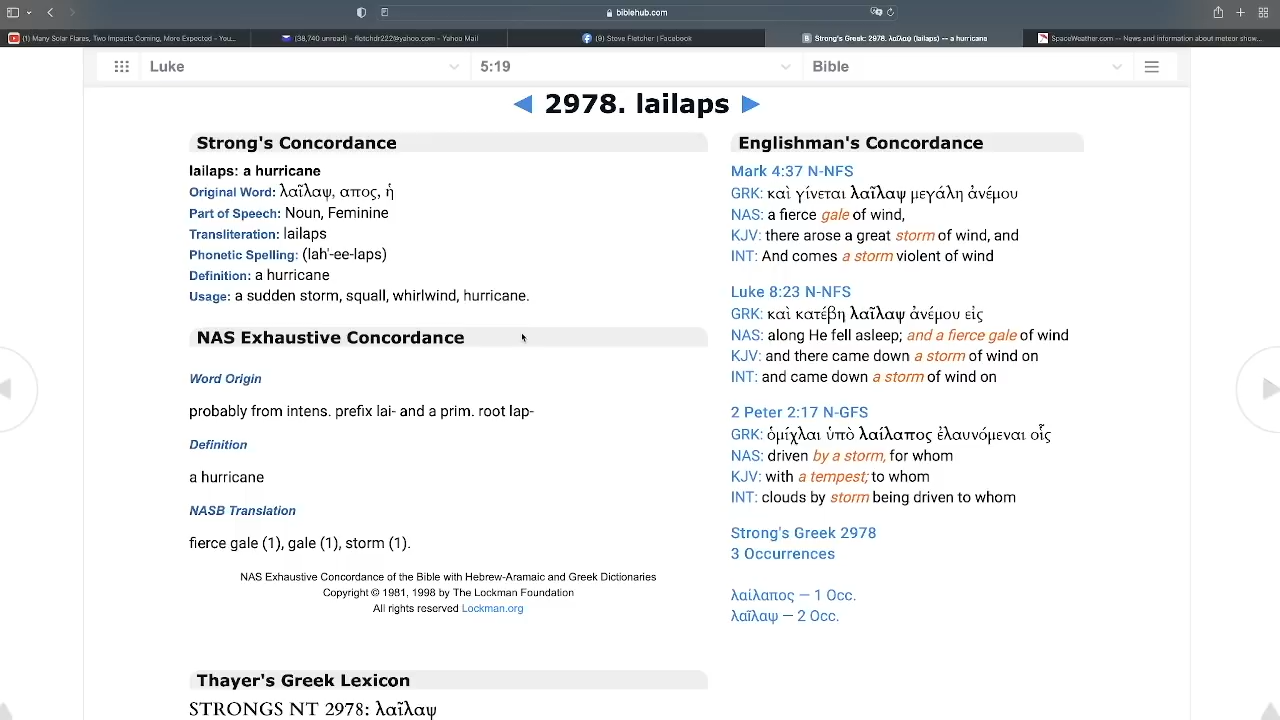 biblehub.com
Many Solar Flares, Two Impacts Coming, More Expected - You...
(38,740 unread) - fletchdr222@yahoo.com - Yahoo Mail
(9) Steve Fletcher | Facebook
Strong's Greek: 2978. λαῖλαψ (lailaps) -- a hurricane
SpaceWeather.com -- News and information about meteor show...
Luke
5:19
Bible
2978. lailaps
Strong's Concordance
lailaps: a hurricane
Original Word: λαῖλαψ, απος, ἡ
Part of Speech: Noun, Feminine
Transliteration: lailaps
Phonetic Spelling: (lah'-ee-laps)
Definition: a hurricane
Usage: a sudden storm, squall, whirlwind, hurricane.
NAS Exhaustive Concordance
Word Origin
probably from intens. prefix lai- and a prim. root lap-
Definition
a hurricane
NASB Translation
fierce gale (1), gale (1), storm (1).
NAS Exhaustive Concordance of the Bible with Hebrew-Aramaic and Greek Dictionaries
Copyright © 1981, 1998 by The Lockman Foundation
All rights reserved Lockman.org
Thayer's Greek Lexicon
STRONGS NT 2978: λαῖλαψ
Englishman's Concordance
Mark 4:37 N-NFS
GRK: καὶ γίνεται λαῖλαψ μεγάλη ἀνέμου
NAS: a fierce gale of wind,
KJV: there arose a great storm of wind, and
INT: And comes a storm violent of wind
Luke 8:23 N-NFS
GRK: καὶ κατέβη λαῖλαψ ἀνέμου εἰς
NAS: along He fell asleep; and a fierce gale of wind
KJV: and there came down a storm of wind on
INT: and came down a storm of wind on
2 Peter 2:17 N-GFS
GRK: ὁμίχλαι ὑπὸ λαίλαπος ἐλαυνόμεναι οἷς
NAS: driven by a storm, for whom
KJV: with a tempest; to whom
INT: clouds by storm being driven to whom
Strong's Greek 2978
3 Occurrences
λαίλαπος — 1 Occ.
λαῖλαψ — 2 Occ.